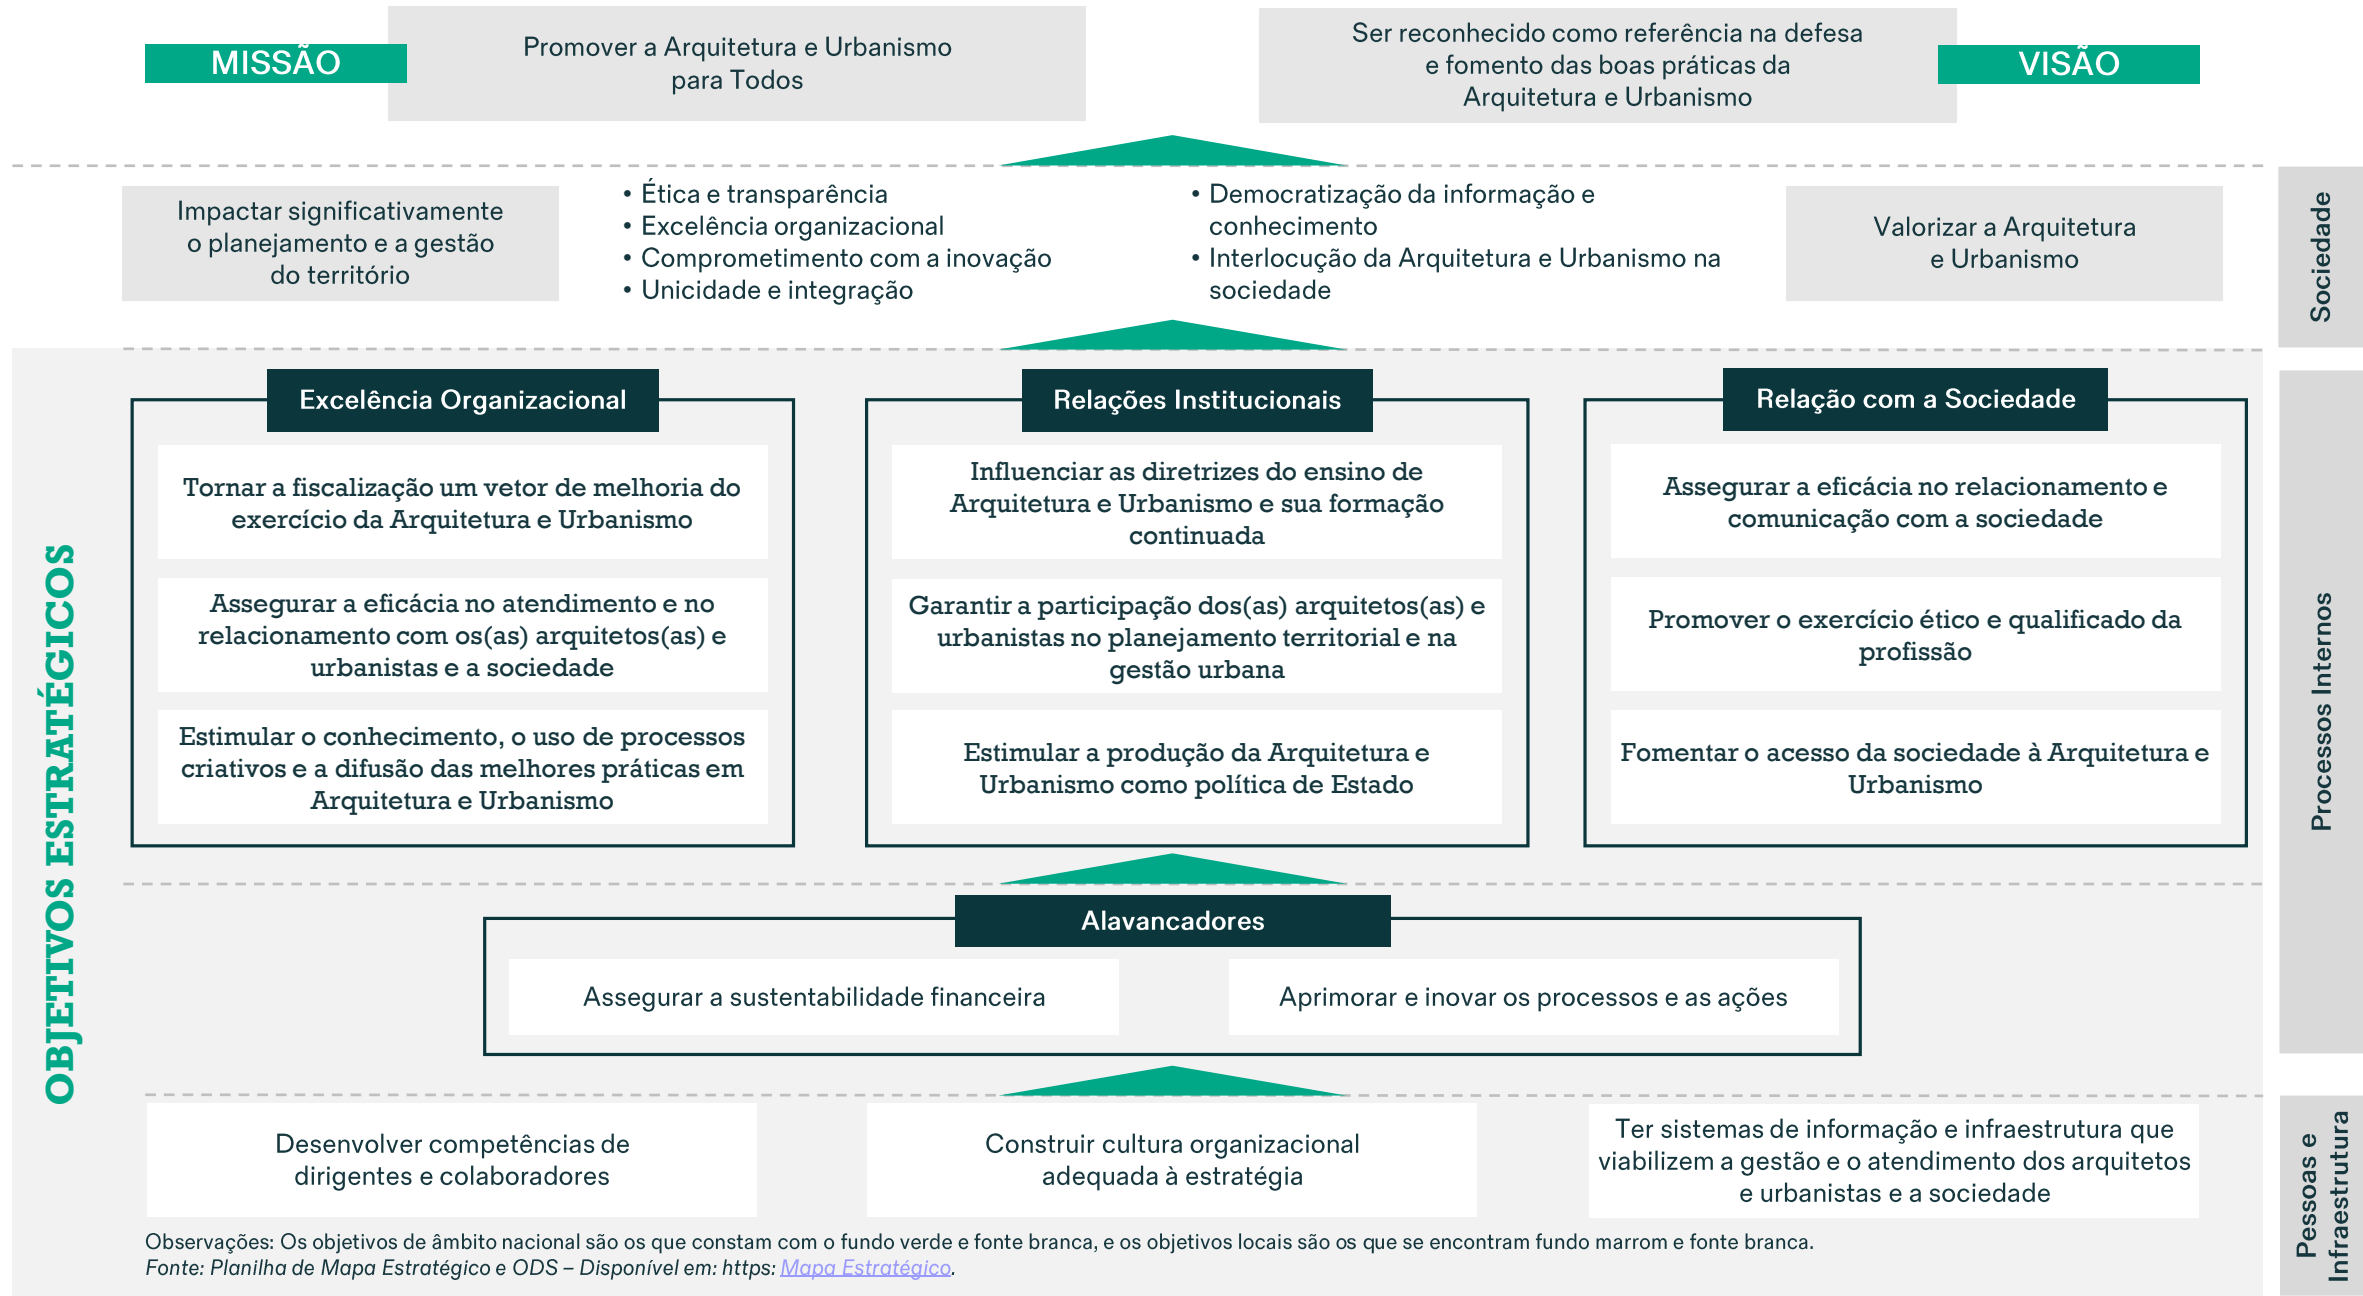 MISSÃO
Promover a Arquitetura e Urbanismo
para Todos
Ser reconhecido como referência na defesa
e fomento das boas práticas da
Arquitetura e Urbanismo
VISÃO
Impactar significativamente
o planejamento e a gestão
do território
• Ética e transparência
• Excelência organizacional
• Comprometimento com a inovação
• Unicidade e integração
• Democratização da informação e
conhecimento
• Interlocução da Arquitetura e Urbanismo na
sociedade
Valorizar a Arquitetura
e Urbanismo
Sociedade
OBJETIVOS ESTRATÉGICOS
Excelência Organizacional
Tornar a fiscalização um vetor de melhoria do
exercício da Arquitetura e Urbanismo
Assegurar a eficácia no atendimento e no
relacionamento com os(as) arquitetos(as) e
urbanistas e a sociedade
Estimular o conhecimento, o uso de processos
criativos e a difusão das melhores práticas em
Arquitetura e Urbanismo
Relações Institucionais
Influenciar as diretrizes do ensino de
Arquitetura e Urbanismo e sua formação
continuada
Garantir a participação dos(as) arquitetos(as) e
urbanistas no planejamento territorial e na
gestão urbana
Estimular a produção da Arquitetura e
Urbanismo como política de Estado
Relação com a Sociedade
Assegurar a eficácia no relacionamento e
comunicação com a sociedade
Promover o exercício ético e qualificado da
profissão
Fomentar o acesso da sociedade à Arquitetura e
Urbanismo
Processos Internos
Alavancadores
Assegurar a sustentabilidade financeira
Aprimorar e inovar os processos e as ações
Desenvolver competências de
dirigentes e colaboradores
Construir cultura organizacional
adequada à estratégia
Ter sistemas de informação e infraestrutura que
viabilizem a gestão e o atendimento dos arquitetos
e urbanistas e a sociedade
Pessoas e
Infraestrutura
Observações: Os objetivos de âmbito nacional são os que constam com o fundo verde e fonte branca, e os objetivos locais são os que se encontram fundo marrom e fonte branca.
Fonte: Planilha de Mapa Estratégico e ODS – Disponível em: https: Mapa Estratégico.